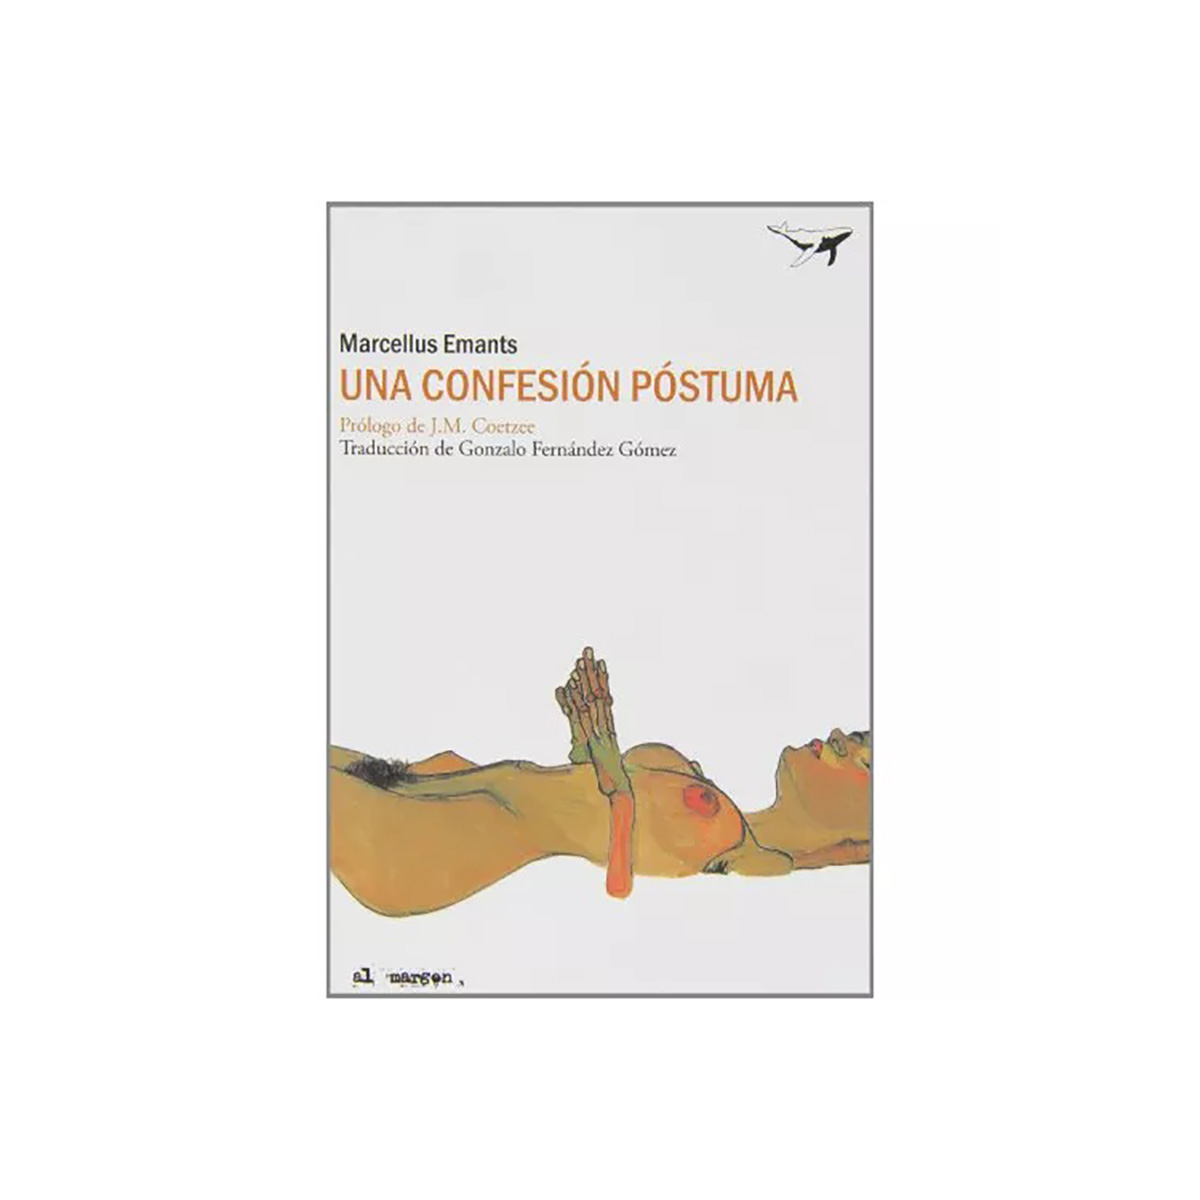 Marcellus Emants
UNA CONFESIÓN PÓSTUMA
Prólogo de J.M. Coetzee
Traducción de Gonzalo Fernández Gómez
al margen